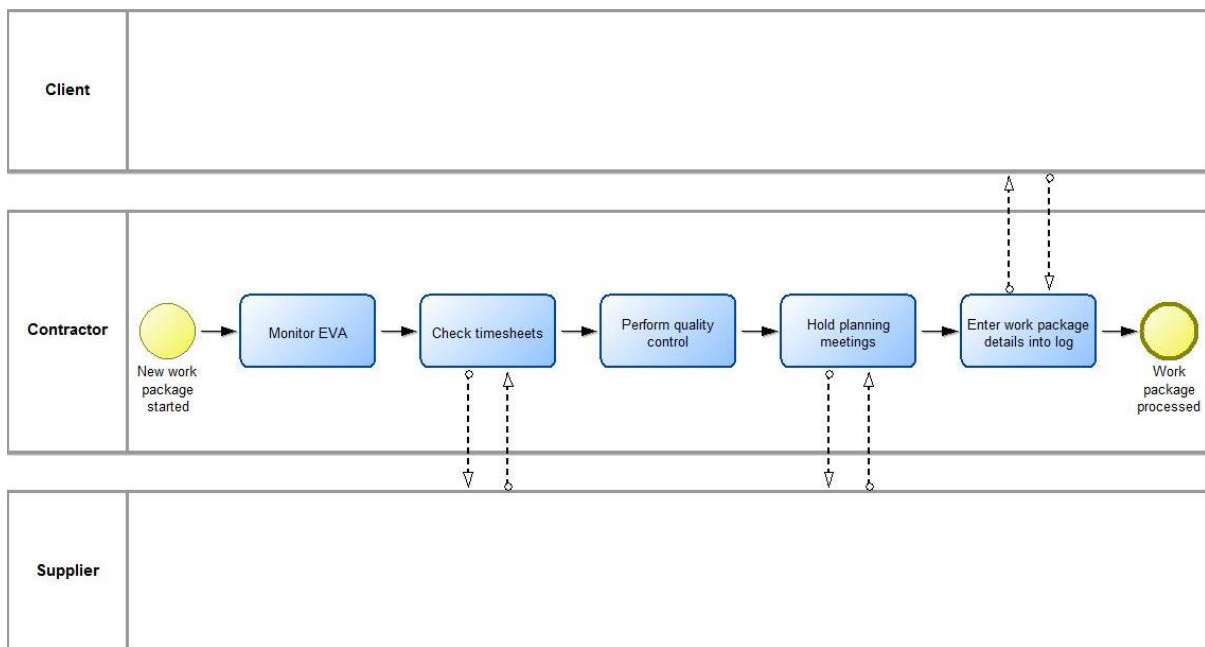 Client
Contractor
New work
package
started
Monitor EVA
Check timesheets
Perform quality
control
Hold planning
meetings
Enter work package
details into log
Work
package
processed
Supplier